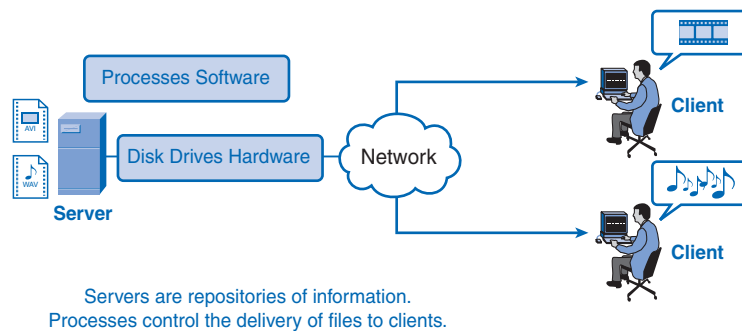 Processes Software
AVI
Disk Drives Hardware
WAV
Server
Network
Client
Client
Servers are repositories of information.
Processes control the delivery of files to clients.